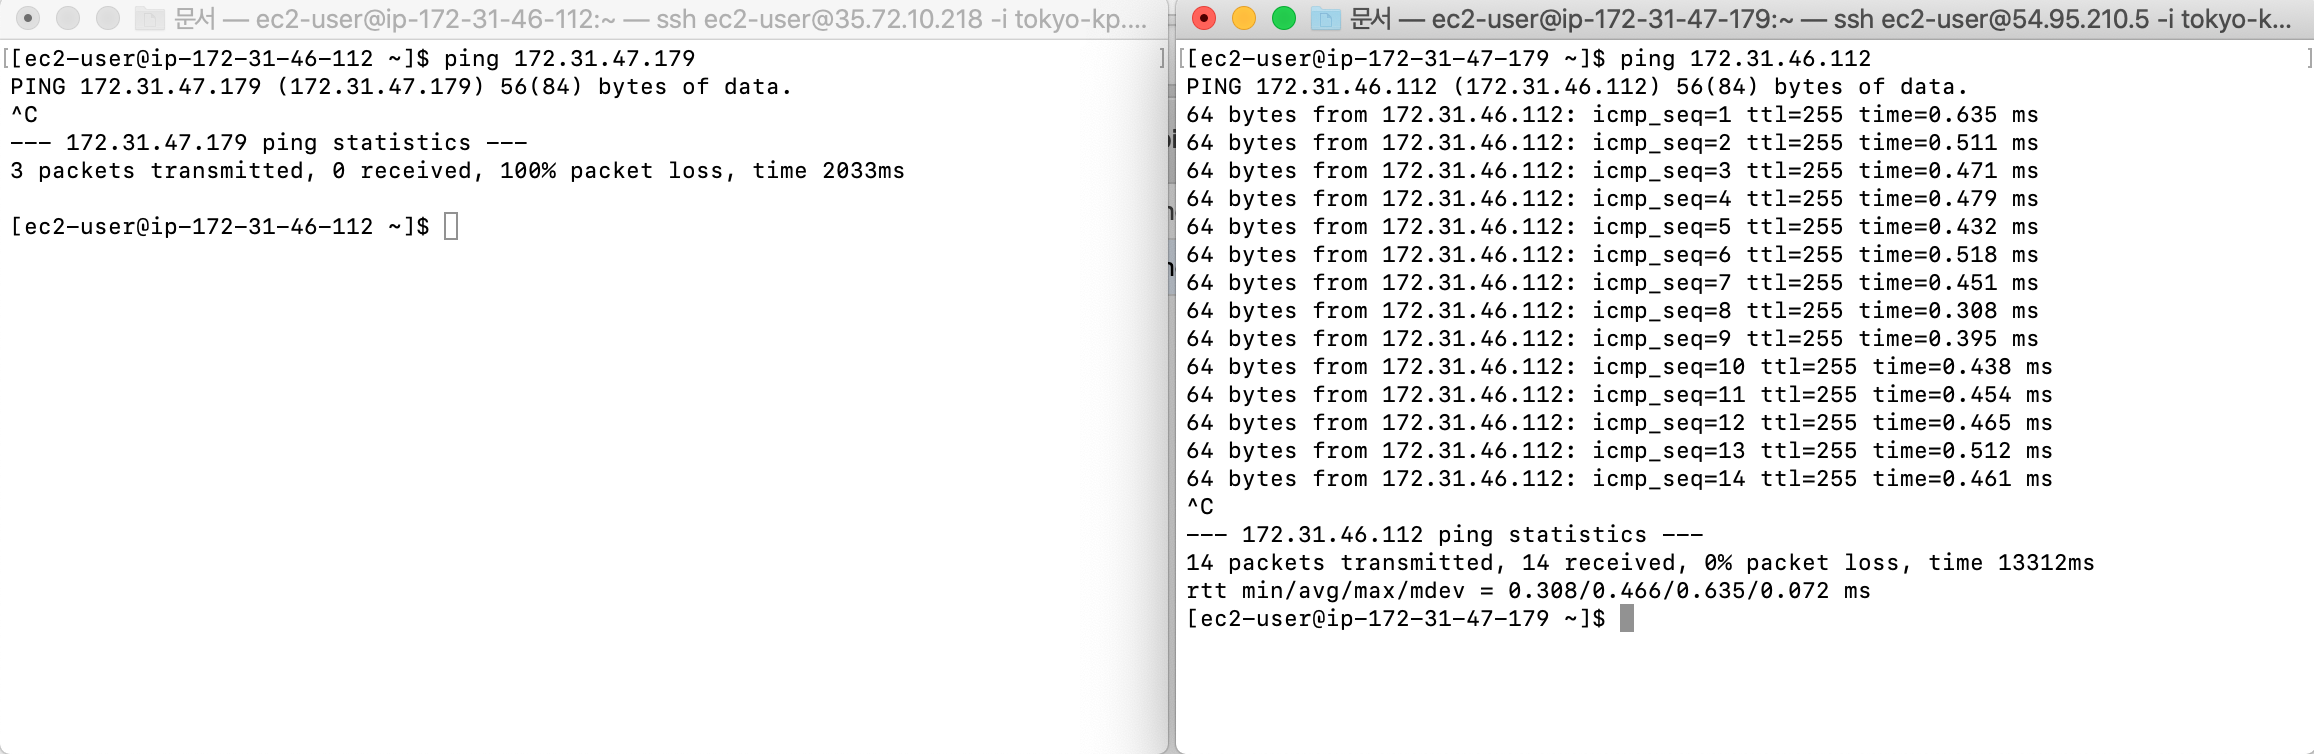 문서 — ec2-user@ip-172-31-46-112:~ — ssh ec2-user@35.72.10.218 -i tokyo-kp....
[ec2-user@ip-172-31-46-112 ~]$ ping 172.31.47.179
PING 172.31.47.179 (172.31.47.179) 56(84) bytes of data.
^C
--- 172.31.47.179 ping statistics ---
3 packets transmitted, 0 received, 100% packet loss, time 2033ms
[ec2-user@ip-172-31-46-112 ~]$
문서 — ec2-user@ip-172-31-47-179:~ — ssh ec2-user@54.95.210.5 -i tokyo-k...
[ec2-user@ip-172-31-47-179 ~]$ ping 172.31.46.112
PING 172.31.46.112 (172.31.46.112) 56(84) bytes of data.
64 bytes from 172.31.46.112: icmp_seq=1 ttl=255 time=0.635 ms
64 bytes from 172.31.46.112: icmp_seq=2 ttl=255 time=0.511 ms
64 bytes from 172.31.46.112: icmp_seq=3 ttl=255 time=0.471 ms
64 bytes from 172.31.46.112: icmp_seq=4 ttl=255 time=0.479 ms
64 bytes from 172.31.46.112: icmp_seq=5 ttl=255 time=0.432 ms
64 bytes from 172.31.46.112: icmp_seq=6 ttl=255 time=0.518 ms
64 bytes from 172.31.46.112: icmp_seq=7 ttl=255 time=0.451 ms
64 bytes from 172.31.46.112: icmp_seq=8 ttl=255 time=0.308 ms
64 bytes from 172.31.46.112: icmp_seq=9 ttl=255 time=0.395 ms
64 bytes from 172.31.46.112: icmp_seq=10 ttl=255 time=0.438 ms
64 bytes from 172.31.46.112: icmp_seq=11 ttl=255 time=0.454 ms
64 bytes from 172.31.46.112: icmp_seq=12 ttl=255 time=0.465 ms
64 bytes from 172.31.46.112: icmp_seq=13 ttl=255 time=0.512 ms
64 bytes from 172.31.46.112: icmp_seq=14 ttl=255 time=0.461 ms
^C
--- 172.31.46.112 ping statistics ---
14 packets transmitted, 14 received, 0% packet loss, time 13312ms
rtt min/avg/max/mdev = 0.308/0.466/0.635/0.072 ms
[ec2-user@ip-172-31-47-179 ~]$